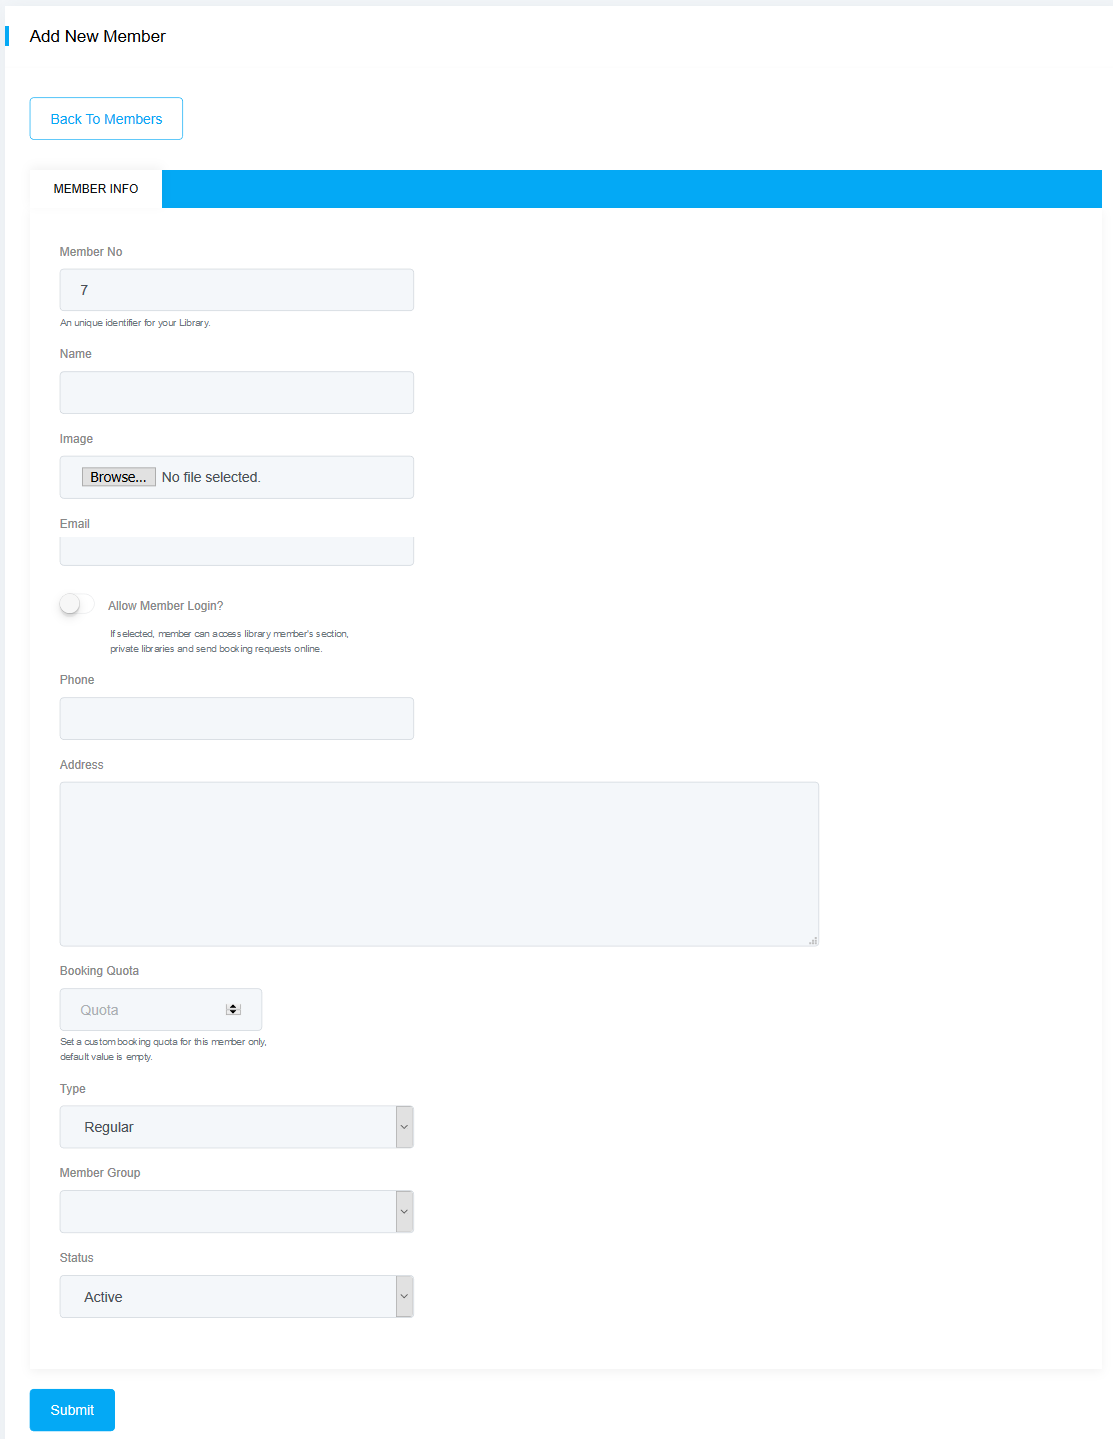 Add New Member
Back To Members
MEMBER INFO
Member No
7
An unique identifier for your Library.
Name
Image
Browse... No file selected.
Email
Allow Member Login?
If selected, member can access library member's section,
private libraries and send booking requests online.
Phone
Address
Booking Quota
Quota
Set a custom booking quota for this member only,
default value is empty.
Type
Regular
Member Group
Status
Active
Submit